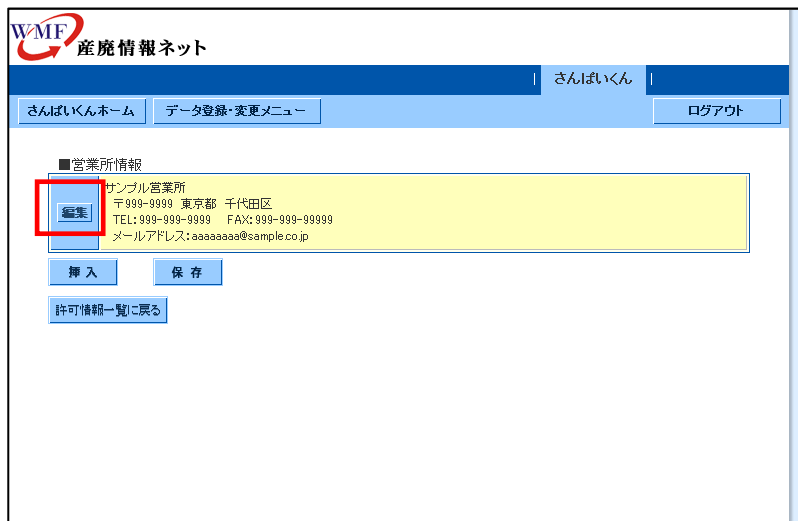 WMF
産廃情報ネット
| さんぱいくん |
さんぱいくんホーム データ登録・変更メニュー ログアウト
■営業所情報
編集
サンプル営業所
〒999-9999 東京都 千代田区
TEL:999-999-9999 FAX:999-999-99999
メールアドレス:aaaaaaaa@sample.co.jp
挿 入 保 存
許可情報一覧に戻る